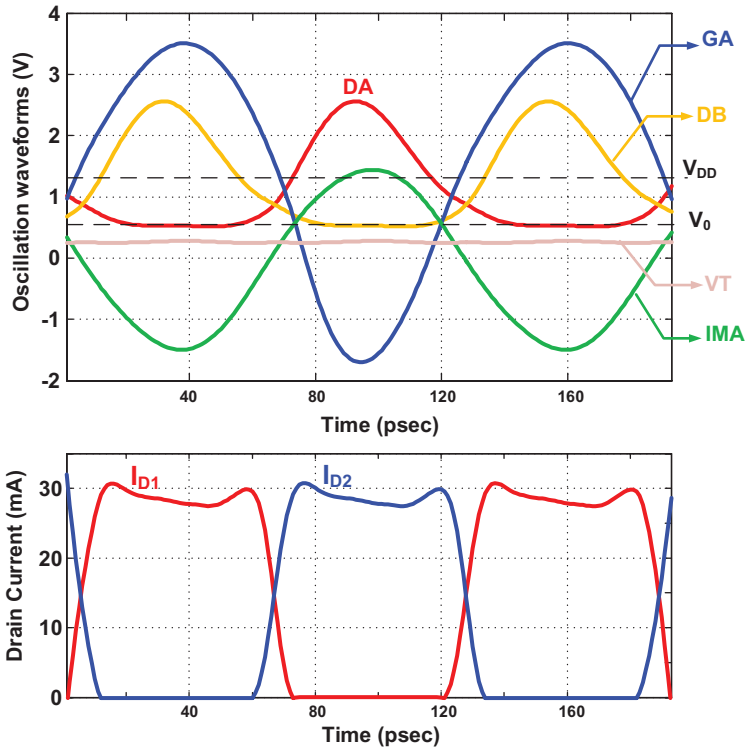 4
3
2
1
0
-1
-2
Oscillation waveforms (V)
GA
DA
DB
VDD
V0
VT
IMA
40
80
120
160
Time (psec)
30
20
10
0
Drain Current (mA)
ID1
ID2
40
80
120
160
Time (psec)